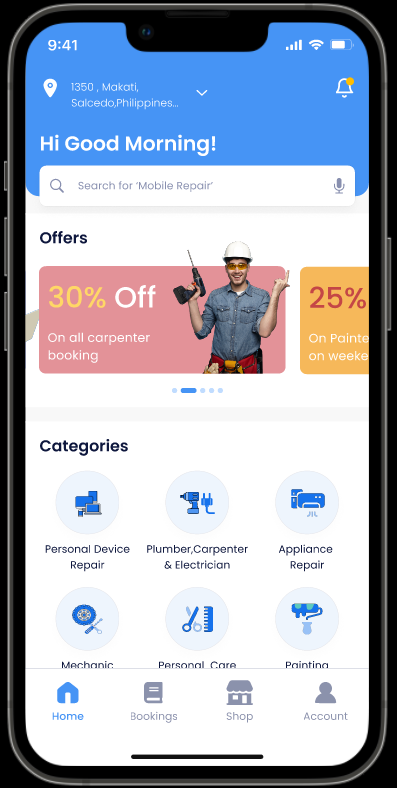 9:41
1350 , Makati,
Salcedo,Philippines...
Hi Good Morning!
Search for ‘Mobile Repair’
Offers
30% Off
On all carpenter
booking
25%
On Painte
on weeke
Categories
Personal Device
Repair
Plumber,Carpenter
& Electrician
Appliance
Repair
Mechanic
Personal Care
Painting
Home
Bookings
Shop
Account